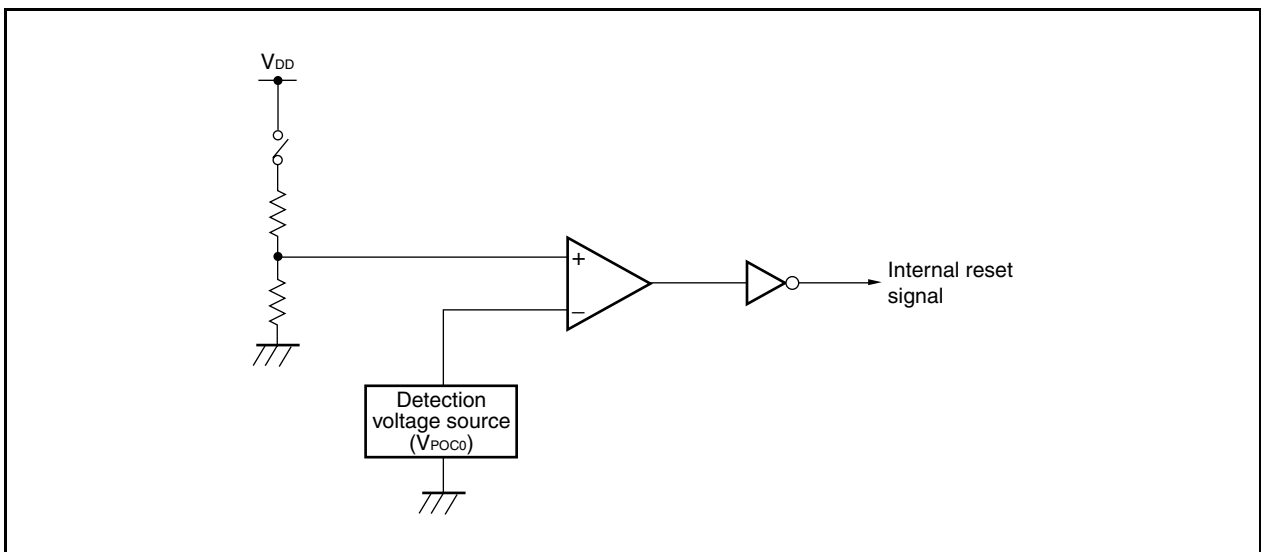 VDD
+
–
Internal reset
signal
Detection
voltage source
(VPOC0)